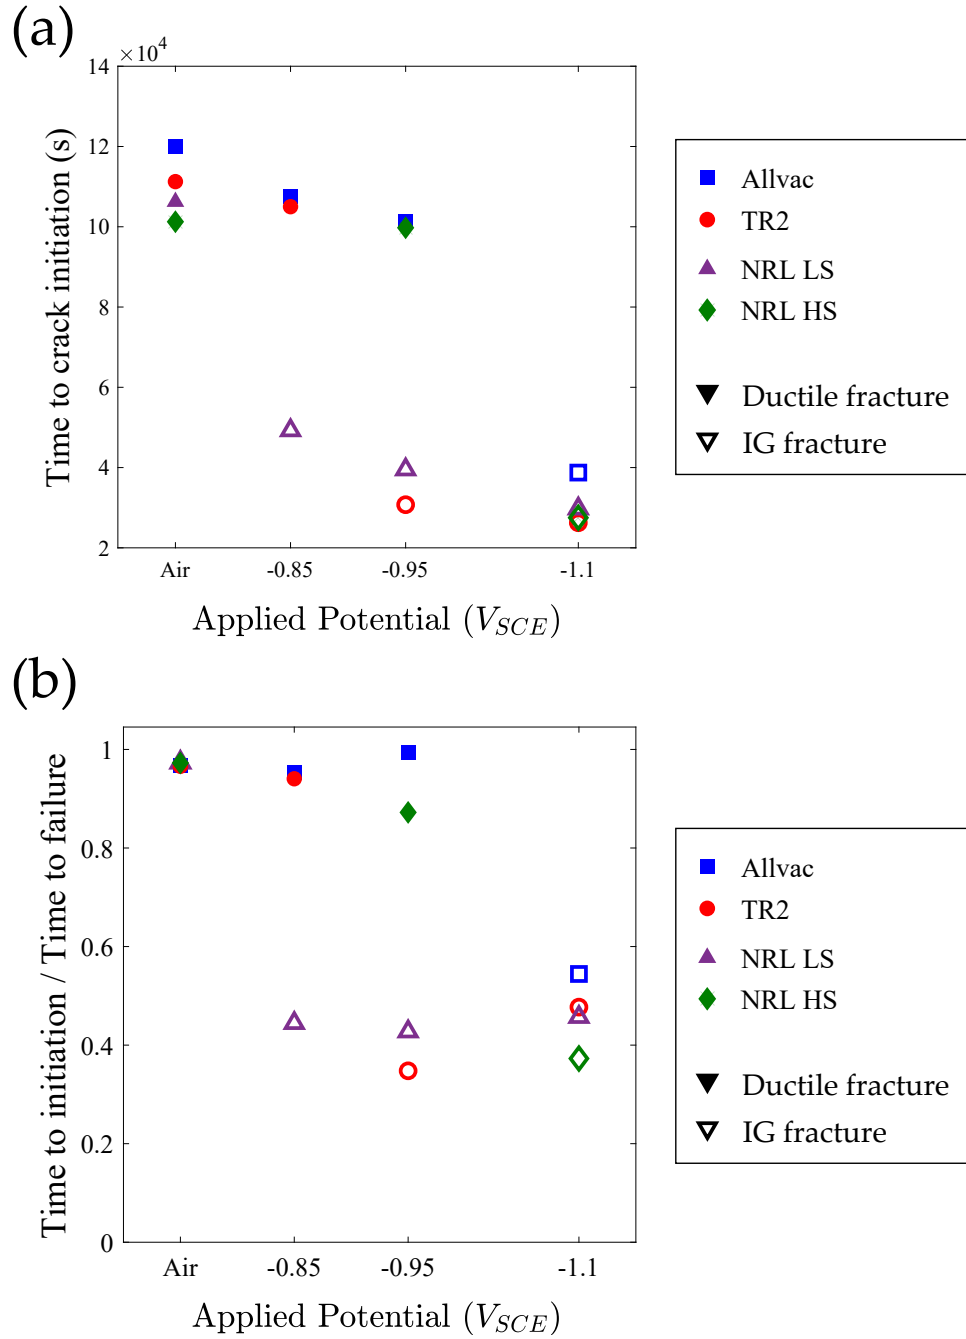 (a)
×10⁴
14
12
10
8
6
4
2
Time to crack initiation (s)
Air -0.85 -0.95 -1.1
Applied Potential (V_SCE)
Allvac
TR2
NRL LS
NRL HS
Ductile fracture
IG fracture
(b)
1
0.8
0.6
0.4
0.2
0
Time to initiation / Time to failure
Air -0.85 -0.95 -1.1
Applied Potential (V_SCE)
Allvac
TR2
NRL LS
NRL HS
Ductile fracture
IG fracture